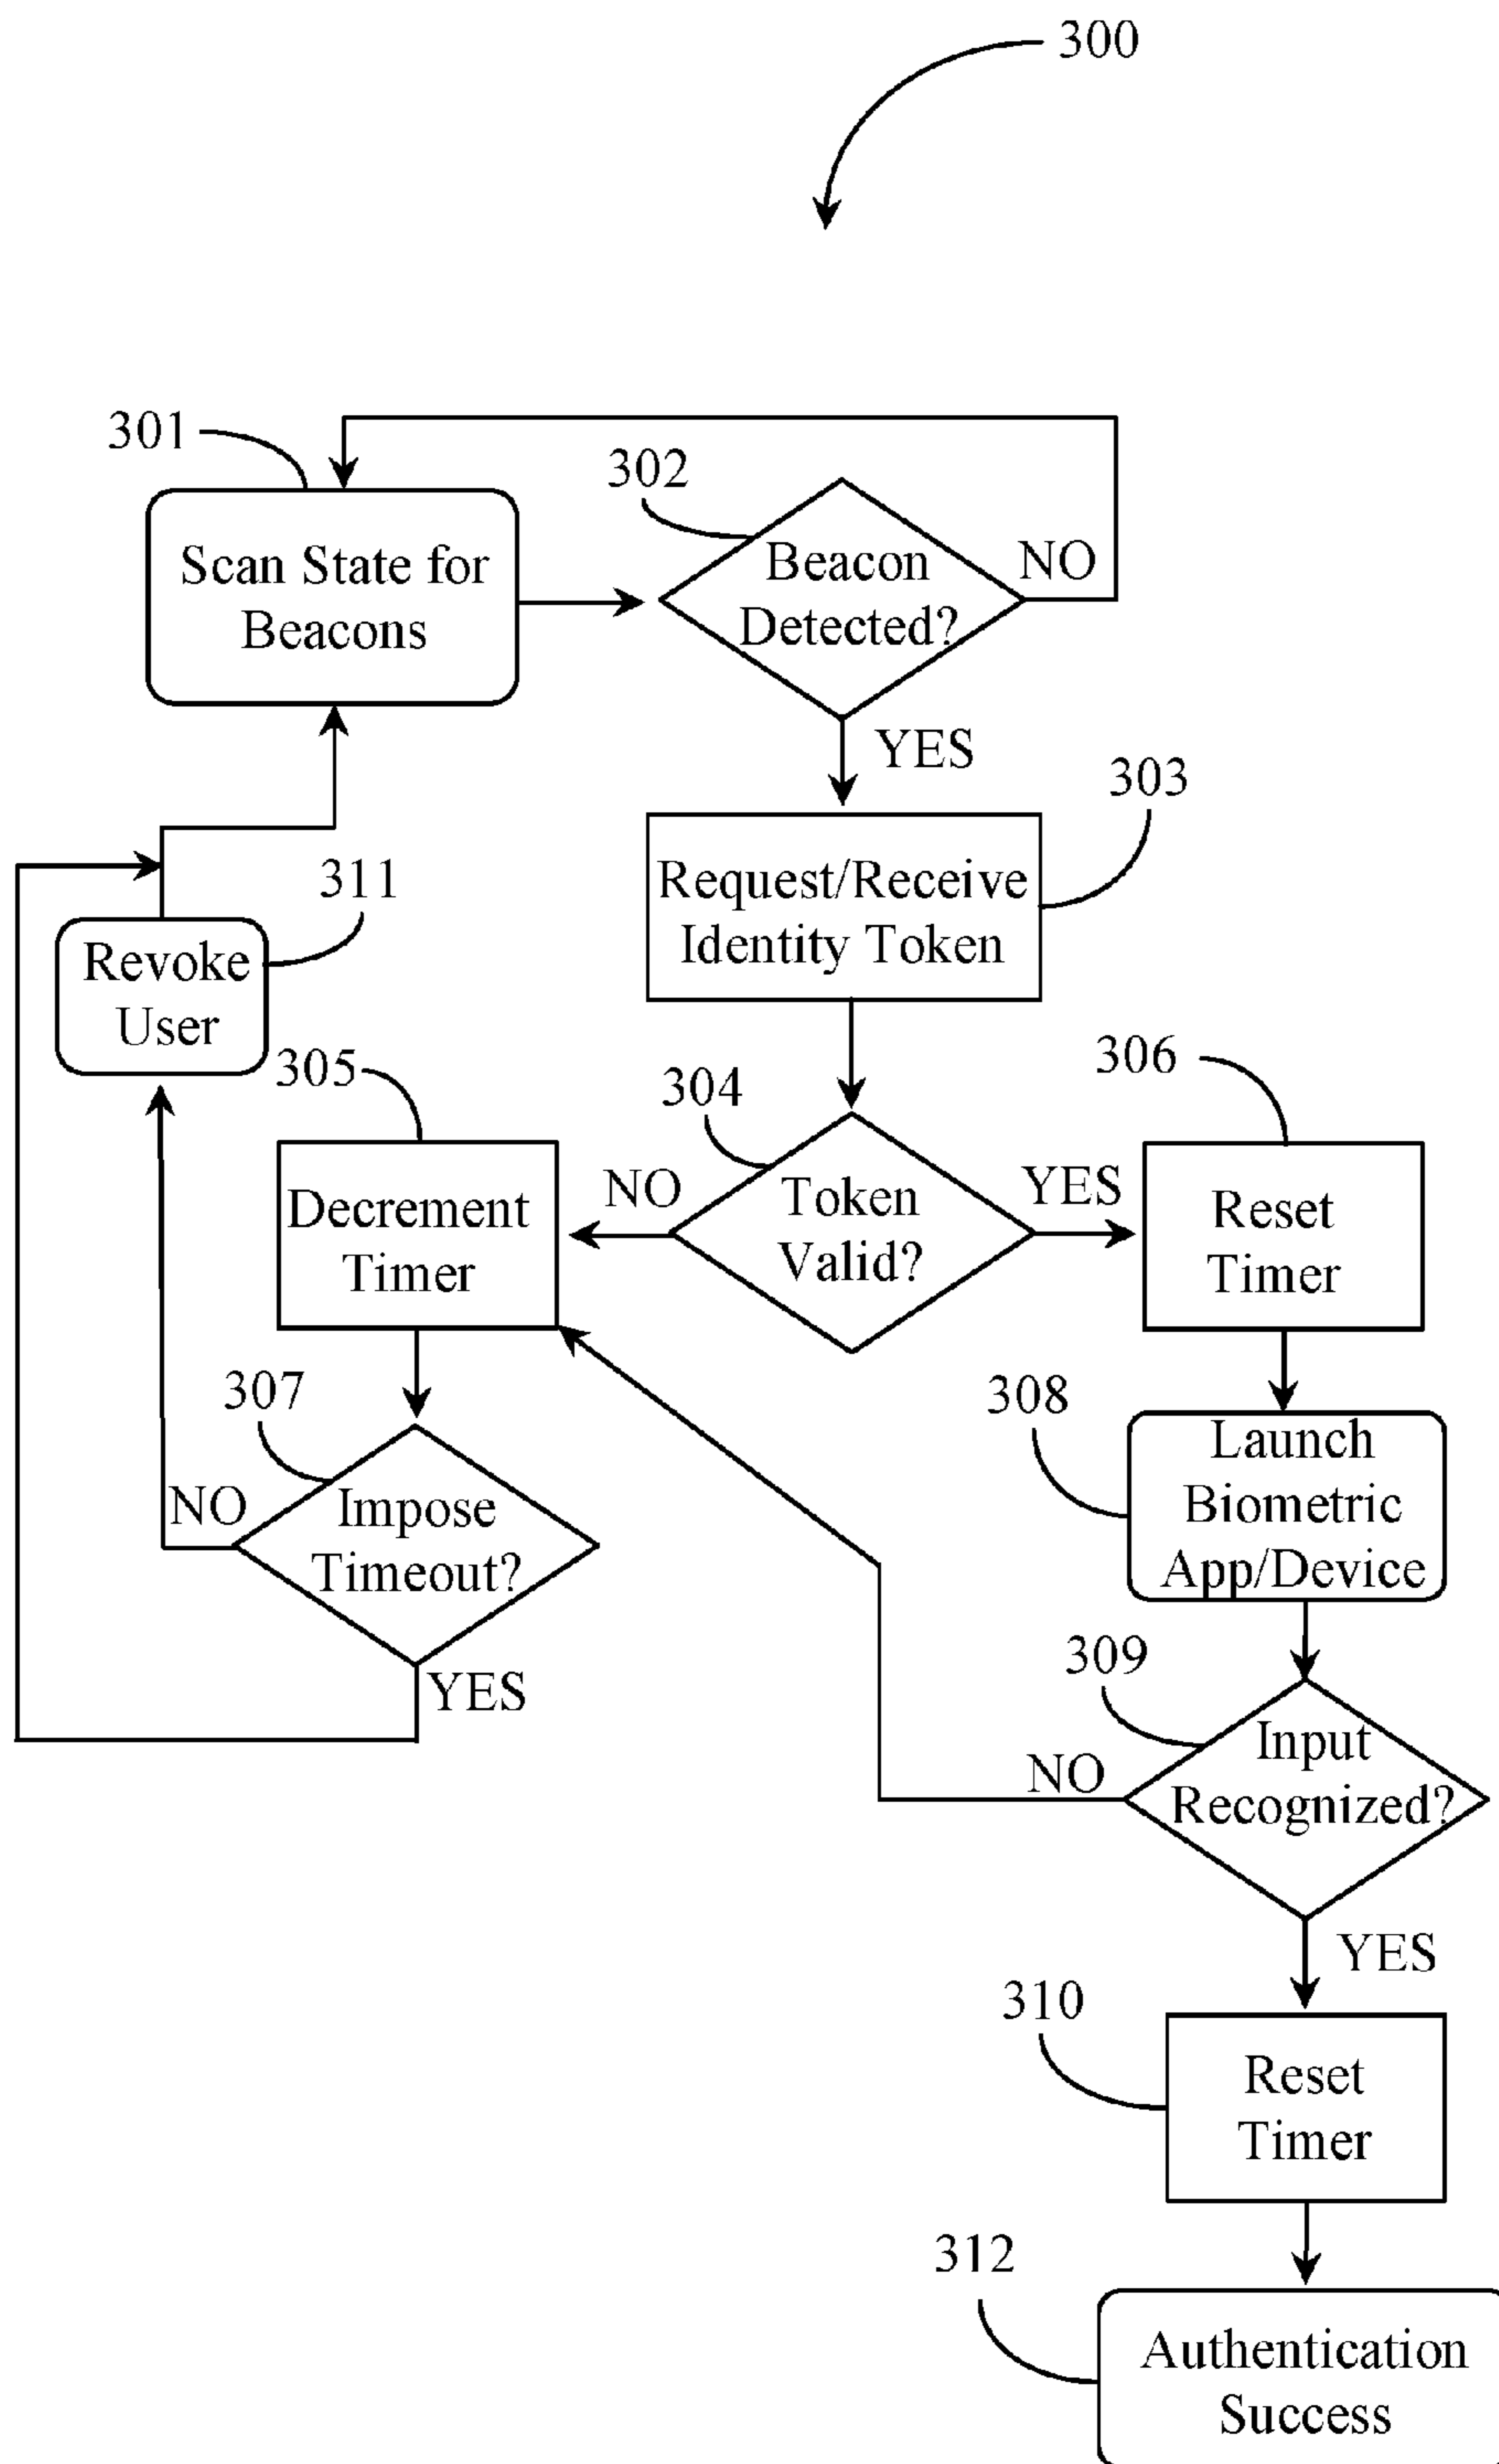 300
301
302
Scan State for
Beacons
Beacon
Detected?
NO
YES
303
Request/Receive
Identity Token
311
Revoke
User
305
304
306
Decrement
Timer
NO
Token
Valid?
YES
Reset
Timer
307
308
NO
Impose
Timeout?
YES
Launch
Biometric
App/Device
309
NO
Input
Recognized?
YES
310
Reset
Timer
312
Authentication
Success